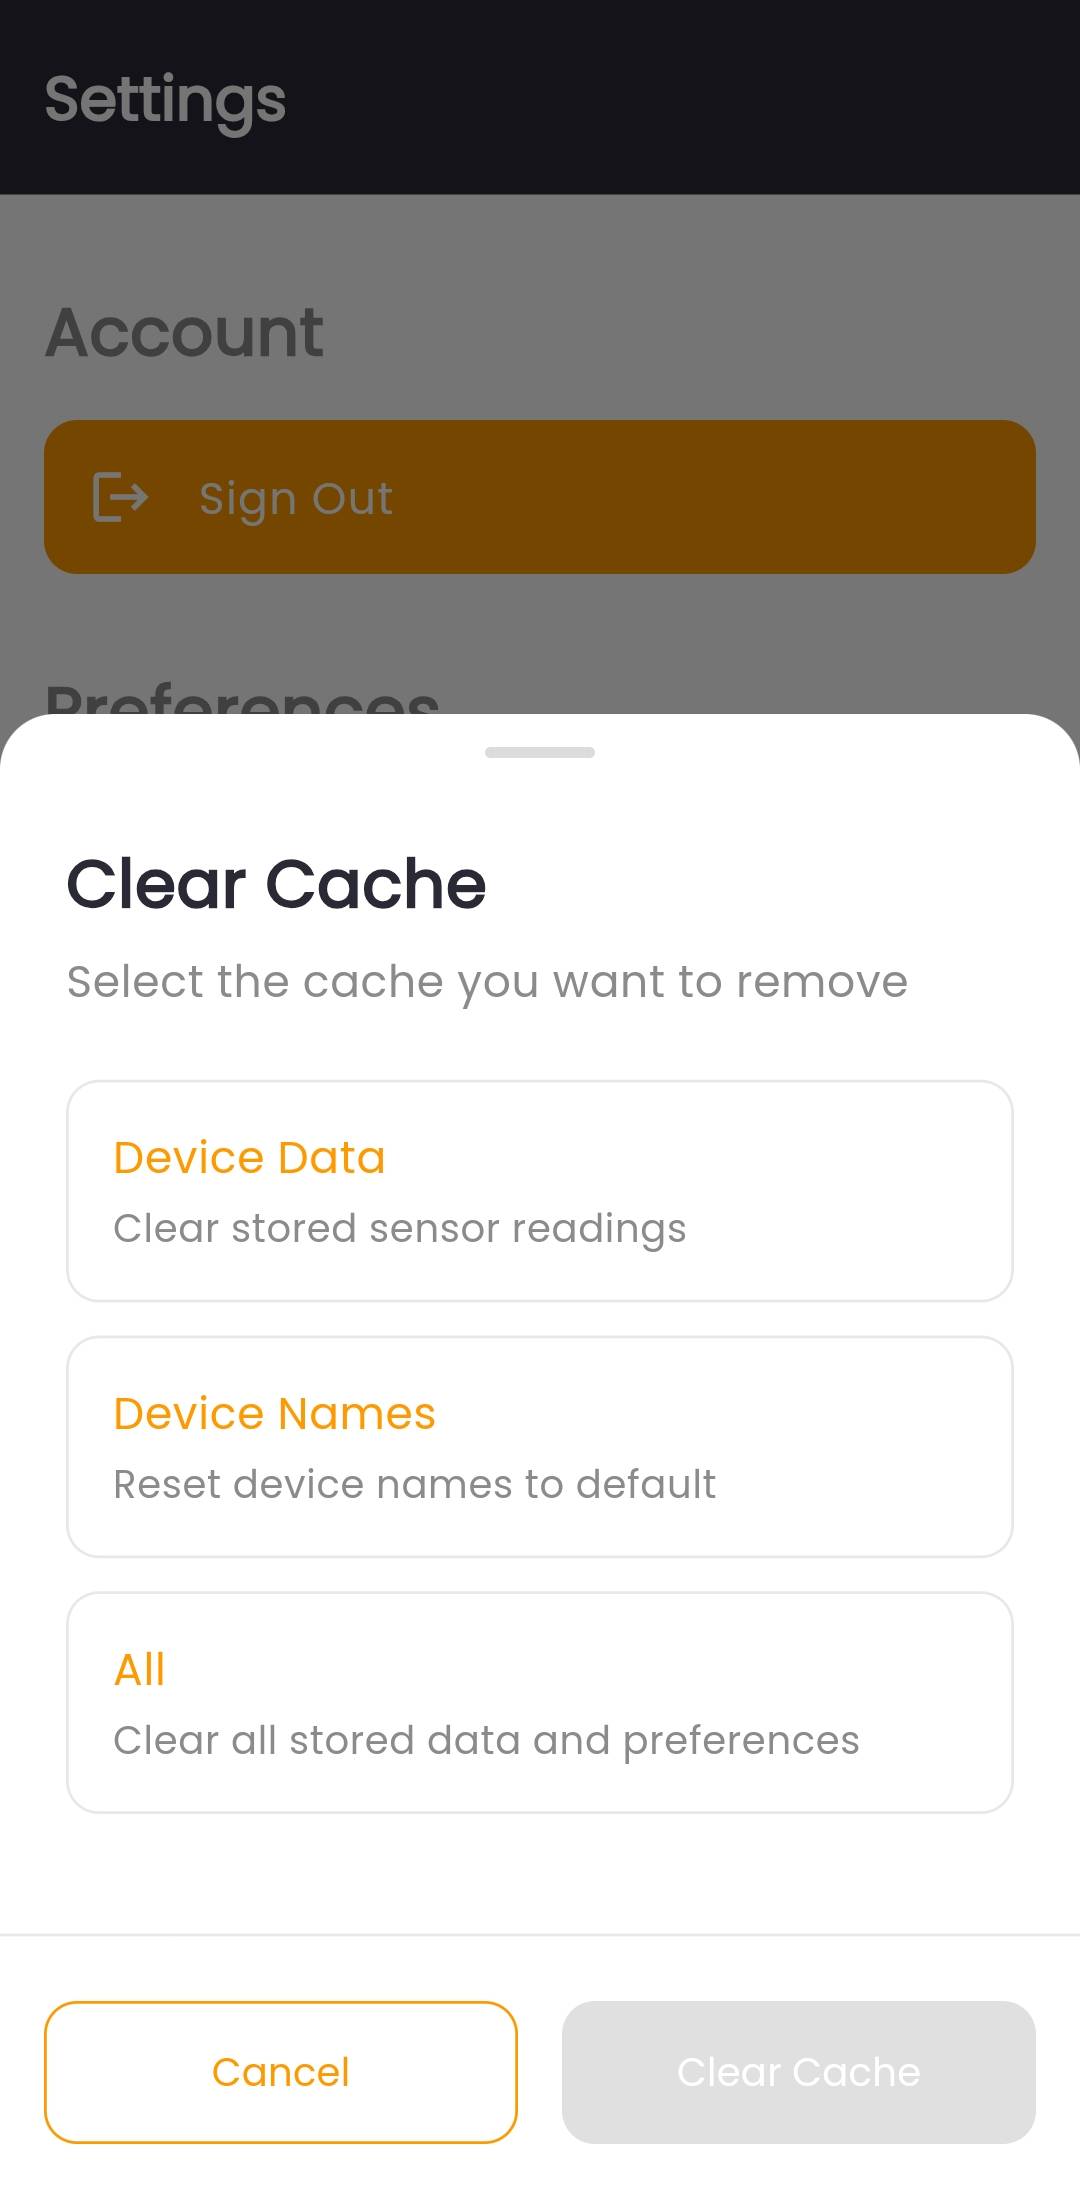 Settings
Account
Sign Out
Preferences
Clear Cache
Select the cache you want to remove
Device Data
Clear stored sensor readings
Device Names
Reset device names to default
All
Clear all stored data and preferences
Cancel
Clear Cache